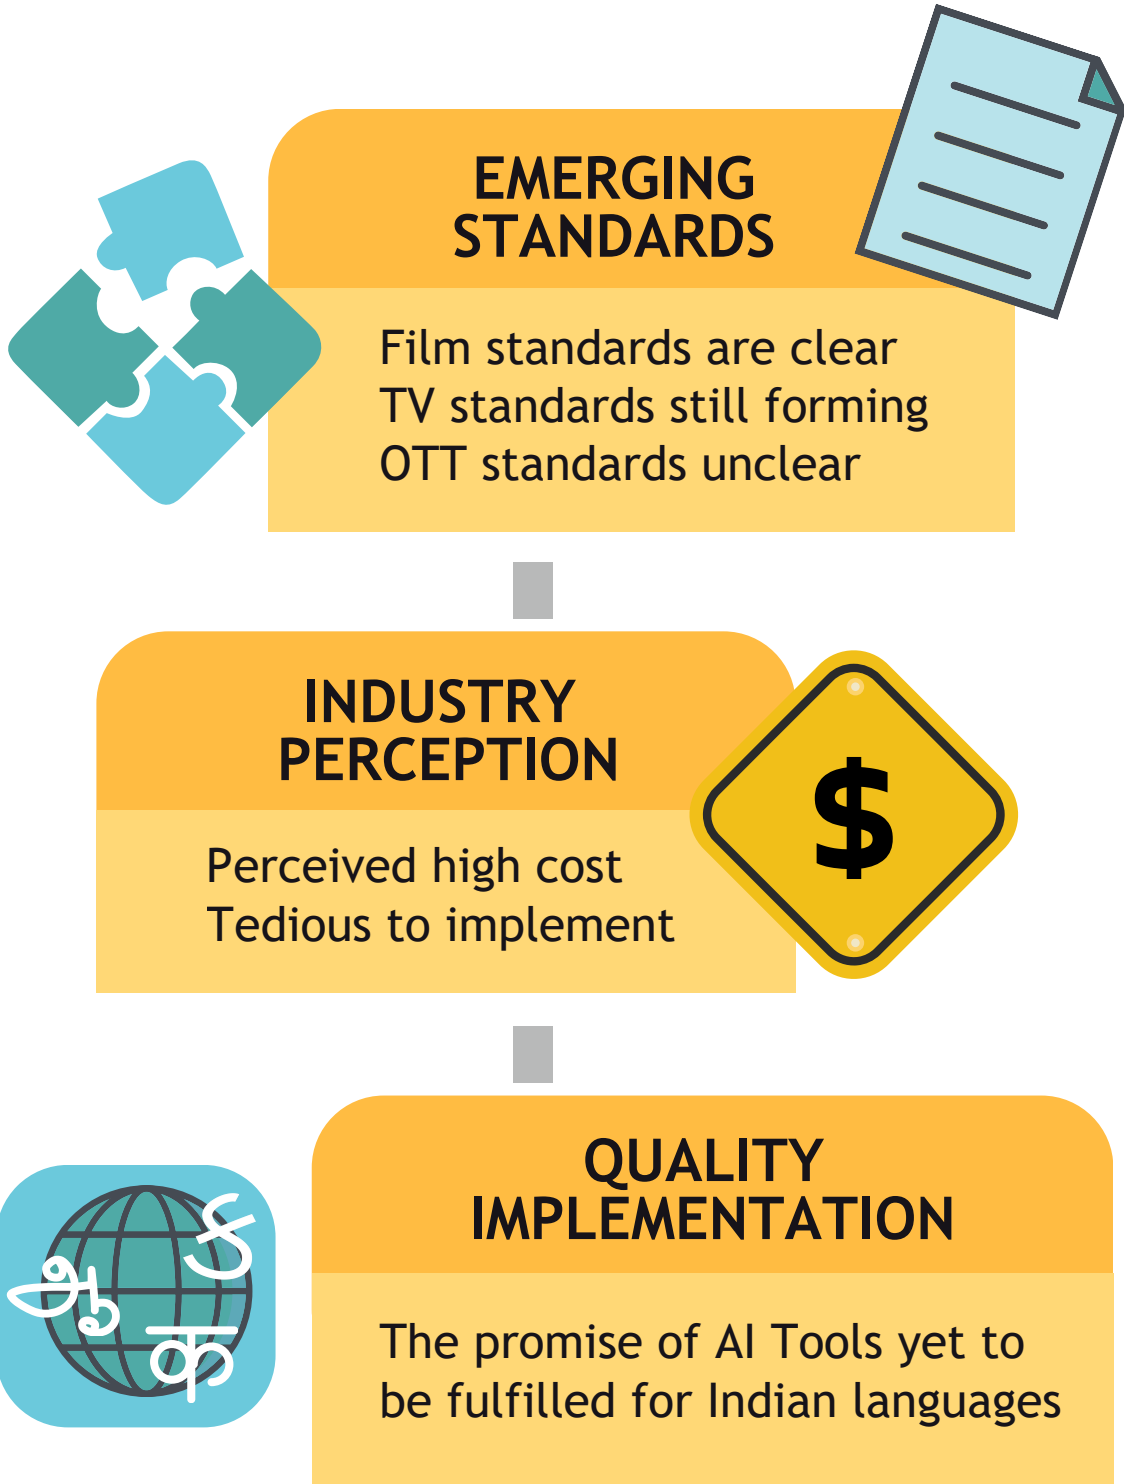 EMERGING
STANDARDS
Film standards are clear
TV standards still forming
OTT standards unclear
INDUSTRY
PERCEPTION
$
Perceived high cost
Tedious to implement
QUALITY
IMPLEMENTATION
அ
క
क
The promise of AI Tools yet to
be fulfilled for Indian languages